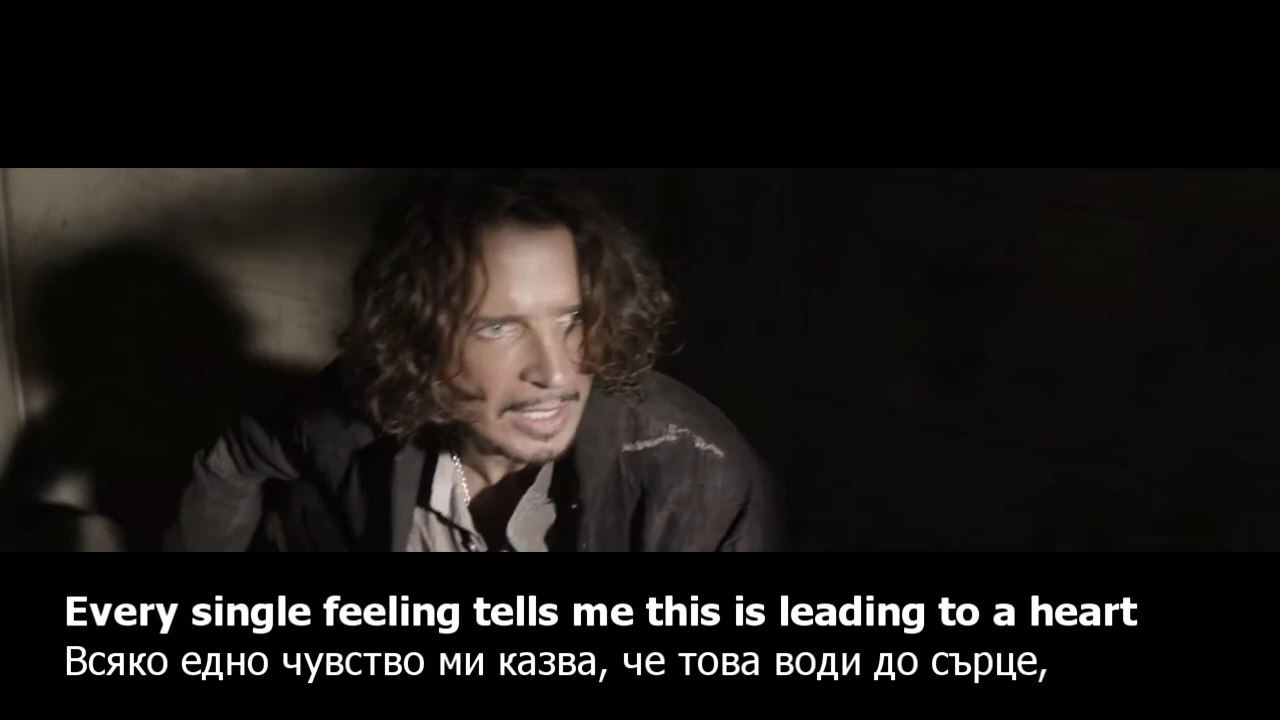 Every single feeling tells me this is leading to a heart
Всяко едно чувство ми казва, че това води до сърце,